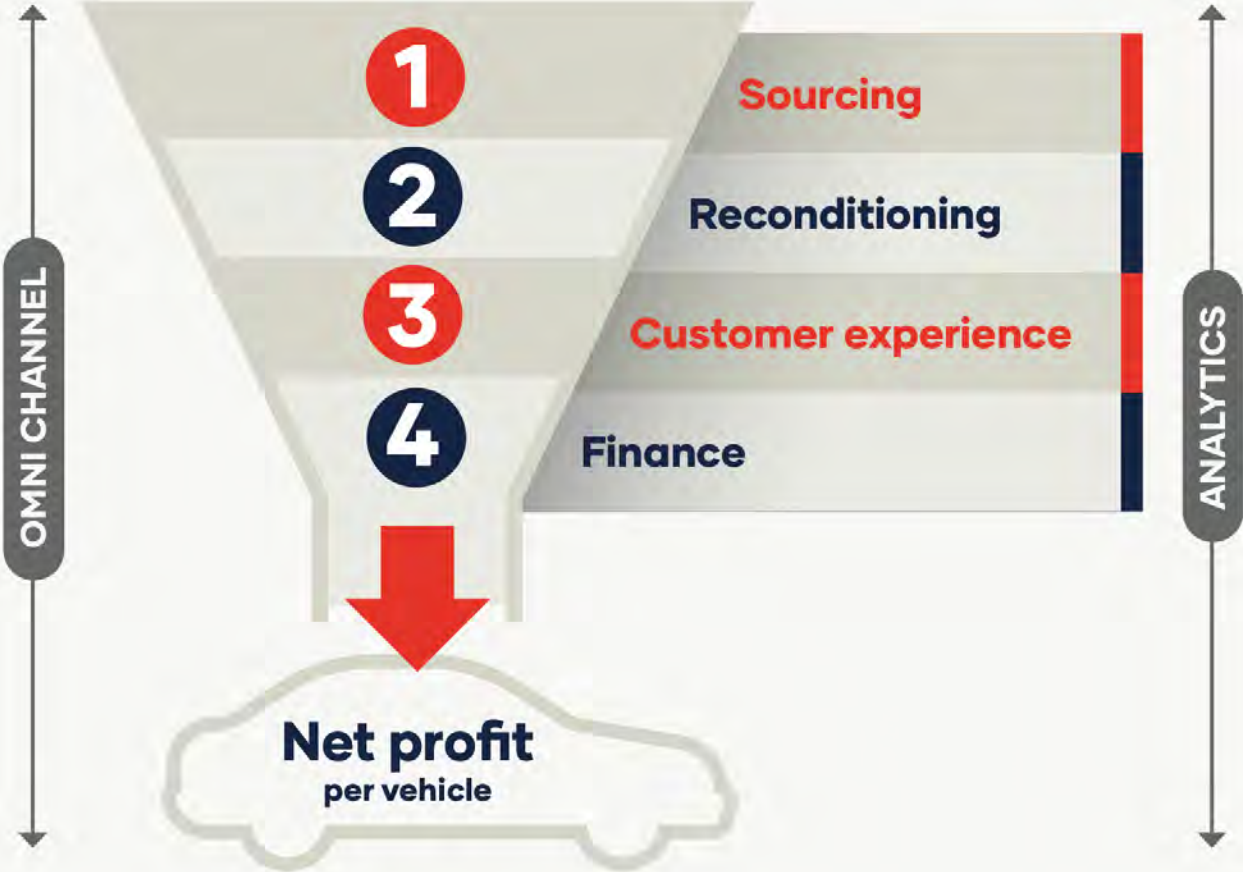 OMNI CHANNEL
1
Sourcing
2
Reconditioning
3
Customer experience
4
Finance
Net profit
per vehicle
ANALYTICS